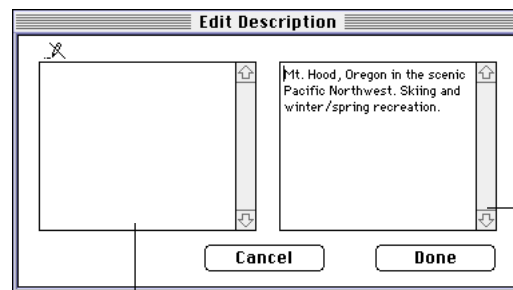 Edit Description
Mt. Hood, Oregon in the scenic
Pacific Northwest. Skiing and
winter/spring recreation.
Cancel
Done